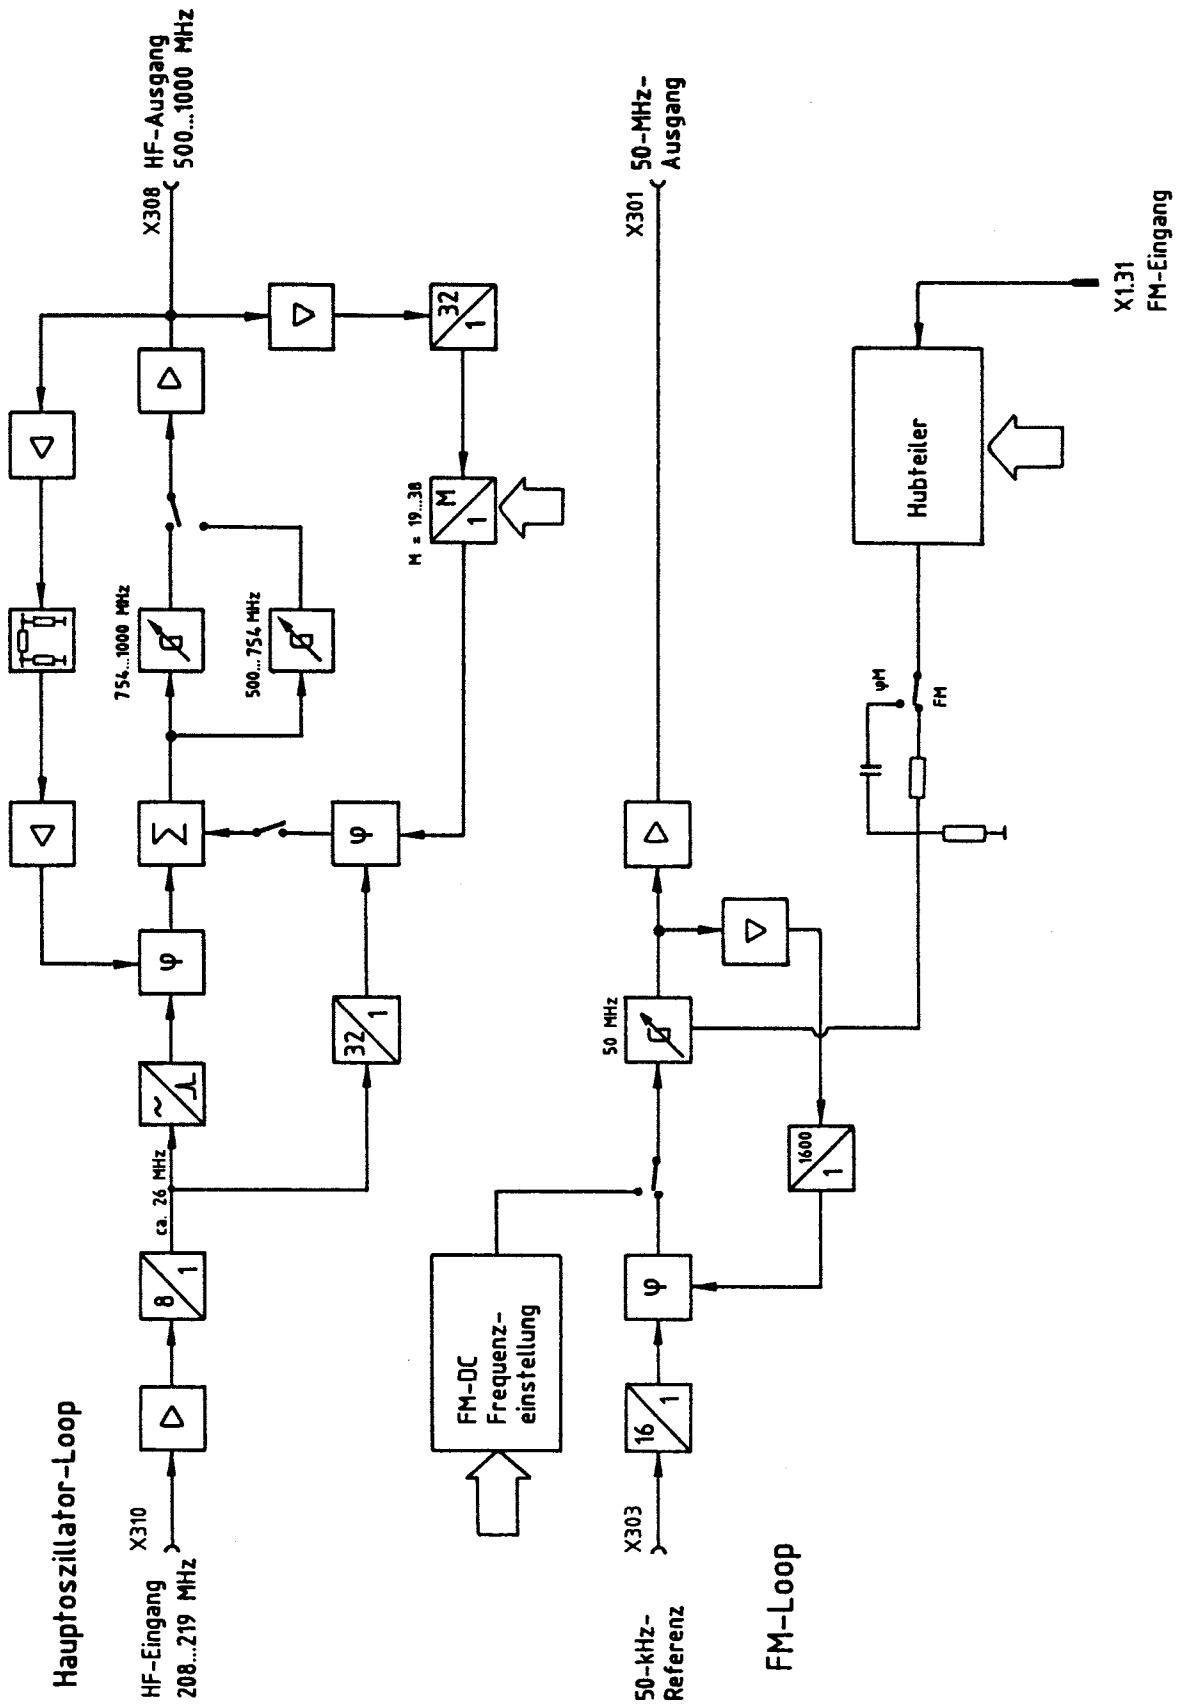 Hauptoszillator-Loop
HF-Eingang
208...219 MHz
X310
8
1
ca. 26 MHz
~
32
1
φ
φ
Σ
754...1000 MHz
G
500...754 MHz
G
M = 19...38
M
1
32
1
X308
HF-Ausgang
500...1000 MHz
FM-DC
Frequenz-
einstellung
50-kHz-
Referenz
X303
16
1
φ
1600
1
50 MHz
G
X301
50-MHz-
Ausgang
φM
FM
Hubteiler
X1.31
FM-Eingang
FM-Loop